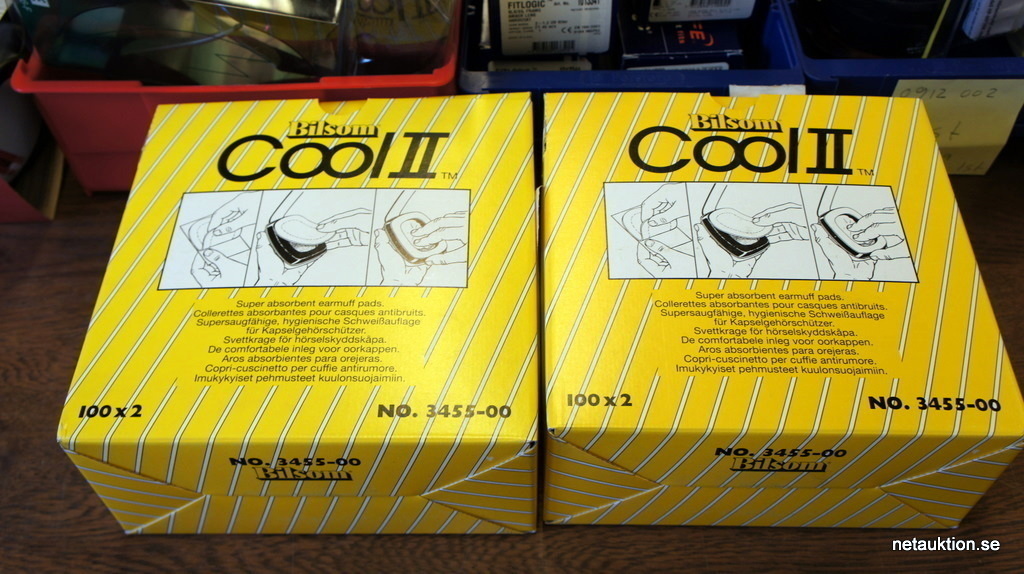 FITLOGIC
0912 002
Bilsom
Cool II TM
Super absorbent earmuff pads.
Collerettes absorbantes pour casques antibruits.
Supersaugfähige, hygienische Schweißauflage
für Kapselgehörschützer.
Svettkrage för hörselskyddskåpa.
De comfortabele inleg voor oorkappen.
Aros absorbientes para orejeras.
Copri-cuscinetto per cuffie antirumore.
Imukykyiset pehmusteet kuulonsuojaimiin.
100 x 2
NO. 3455-00
NO. 3455-00
Bilsom
Bilsom
Cool II TM
Super absorbent earmuff pads.
Collerettes absorbantes pour casques antibruits.
Supersaugfähige, hygienische Schweißauflage
für Kapselgehörschützer.
Svettkrage för hörselskyddskåpa.
De comfortabele inleg voor oorkappen.
Aros absorbientes para orejeras.
Copri-cuscinetto per cuffie antirumore.
Imukykyiset pehmusteet kuulonsuojaimiin.
100 x 2
NO. 3455-00
NO. 3455-00
Bilsom
netauktion.se